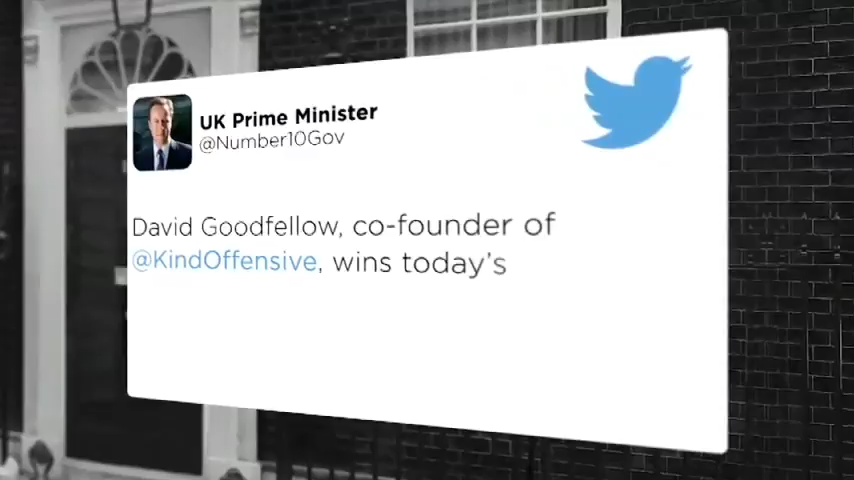 UK Prime Minister
@Number10Gov
David Goodfellow, co-founder of
@KindOffensive, wins today's